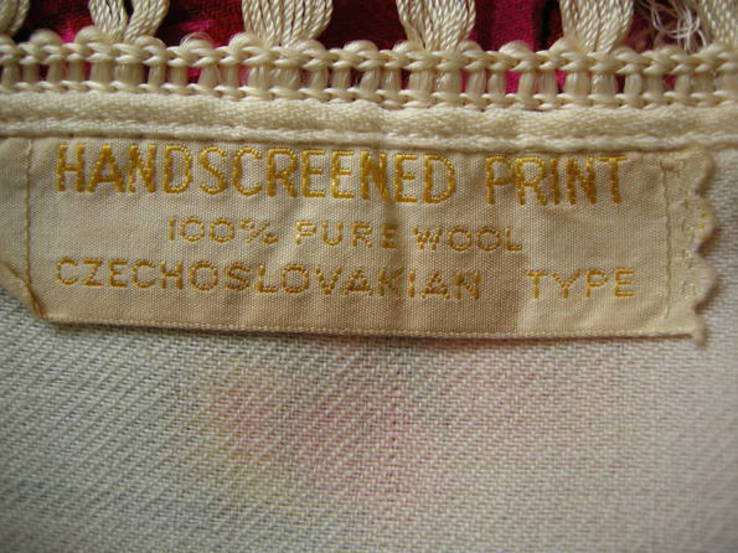 HANDSCREENED PRINT
100% PURE WOOL
CZECHOSLOVAKIAN TYPE